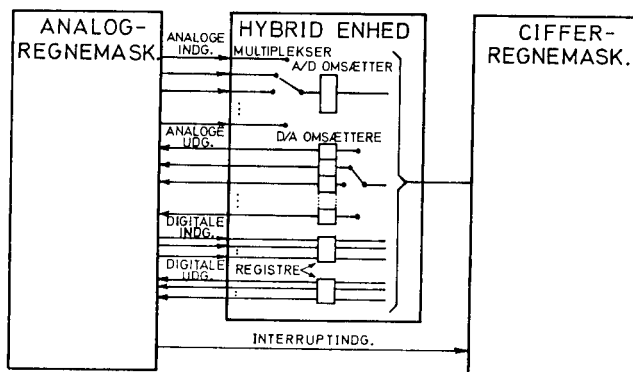 ANALOG-
REGNEMASK.
ANALOGE
INDG.
HYBRID ENHED
MULTIPLEKSER
A/D OMSÆTTER
CIFFER-
REGNEMASK.
ANALOGE
UDG.
D/A OMSÆTTERE
DIGITALE
INDG.
DIGITALE
UDG.
REGISTRE
INTERRUPTINDG.